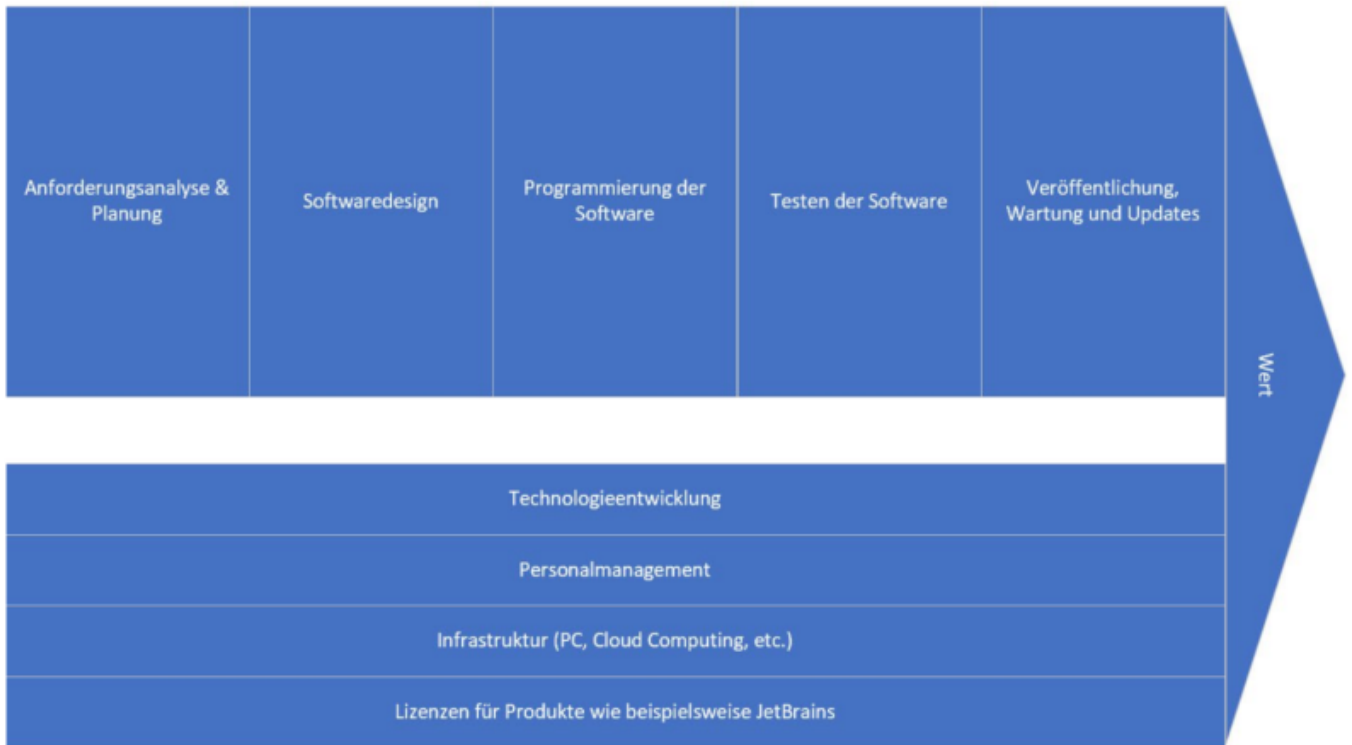 Anforderungsanalyse &
Planung
Softwaredesign
Programmierung der
Software
Testen der Software
Veröffentlichung,
Wartung und Updates
Wert
Technologieentwicklung
Personalmanagement
Infrastruktur (PC, Cloud Computing, etc.)
Lizenzen für Produkte wie beispielsweise JetBrains